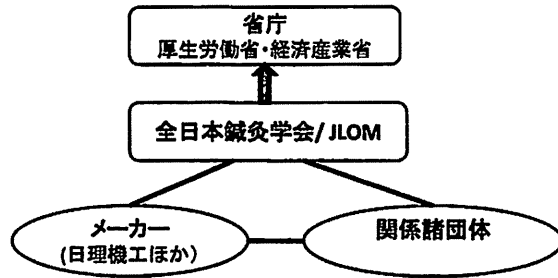 省庁
厚生労働省・経済産業省
全日本鍼灸学会/JLOM
メーカー
(日理機工ほか)
関係諸団体